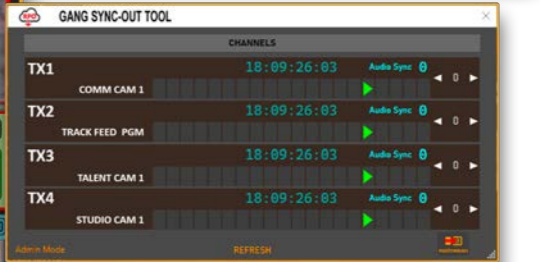 RPO
GANG SYNC-OUT TOOL
CHANNELS
TX1 18:09:26:03 Audio Sync 0
COMM CAM 1 0
TX2 18:09:26:03 Audio Sync 0
TRACK FEED PGM 0
TX3 18:09:26:03 Audio Sync 0
TALENT CAM 1 0
TX4 18:09:26:03 Audio Sync 0
STUDIO CAM 1 0
Admin Mode REFRESH